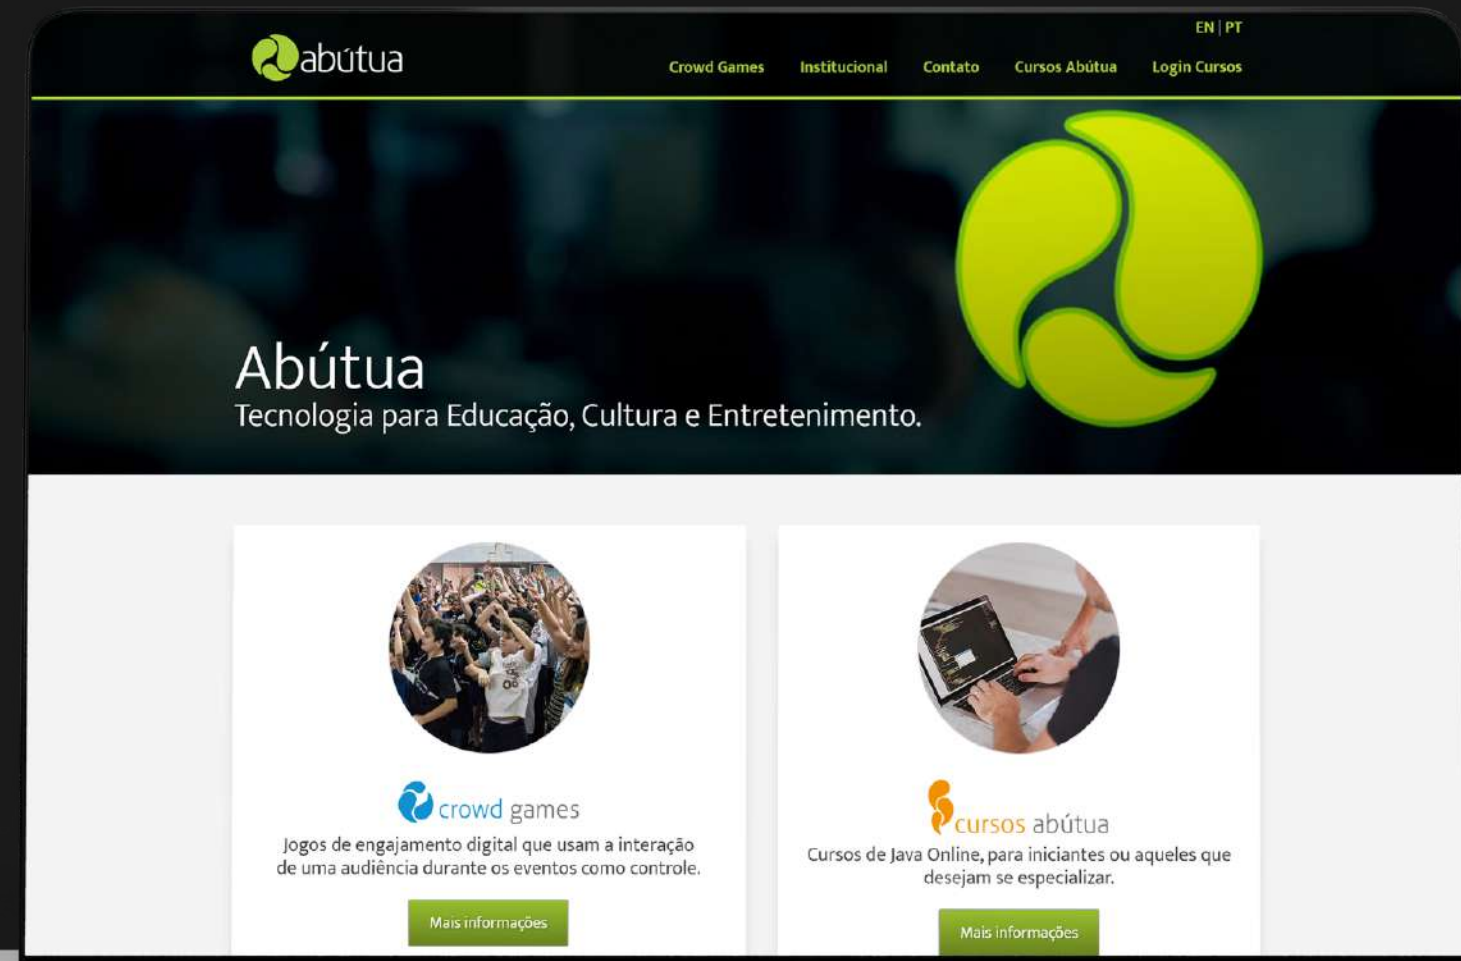 abútua
EN | PT
Crowd Games Institucional Contato Cursos Abútua Login Cursos
Abútua
Tecnologia para Educação, Cultura e Entretenimento.
crowd games
Jogos de engajamento digital que usam a interação
de uma audiência durante os eventos como controle.
Mais informações
cursos abútua
Cursos de Java Online, para iniciantes ou aqueles que
desejam se especializar.
Mais informações